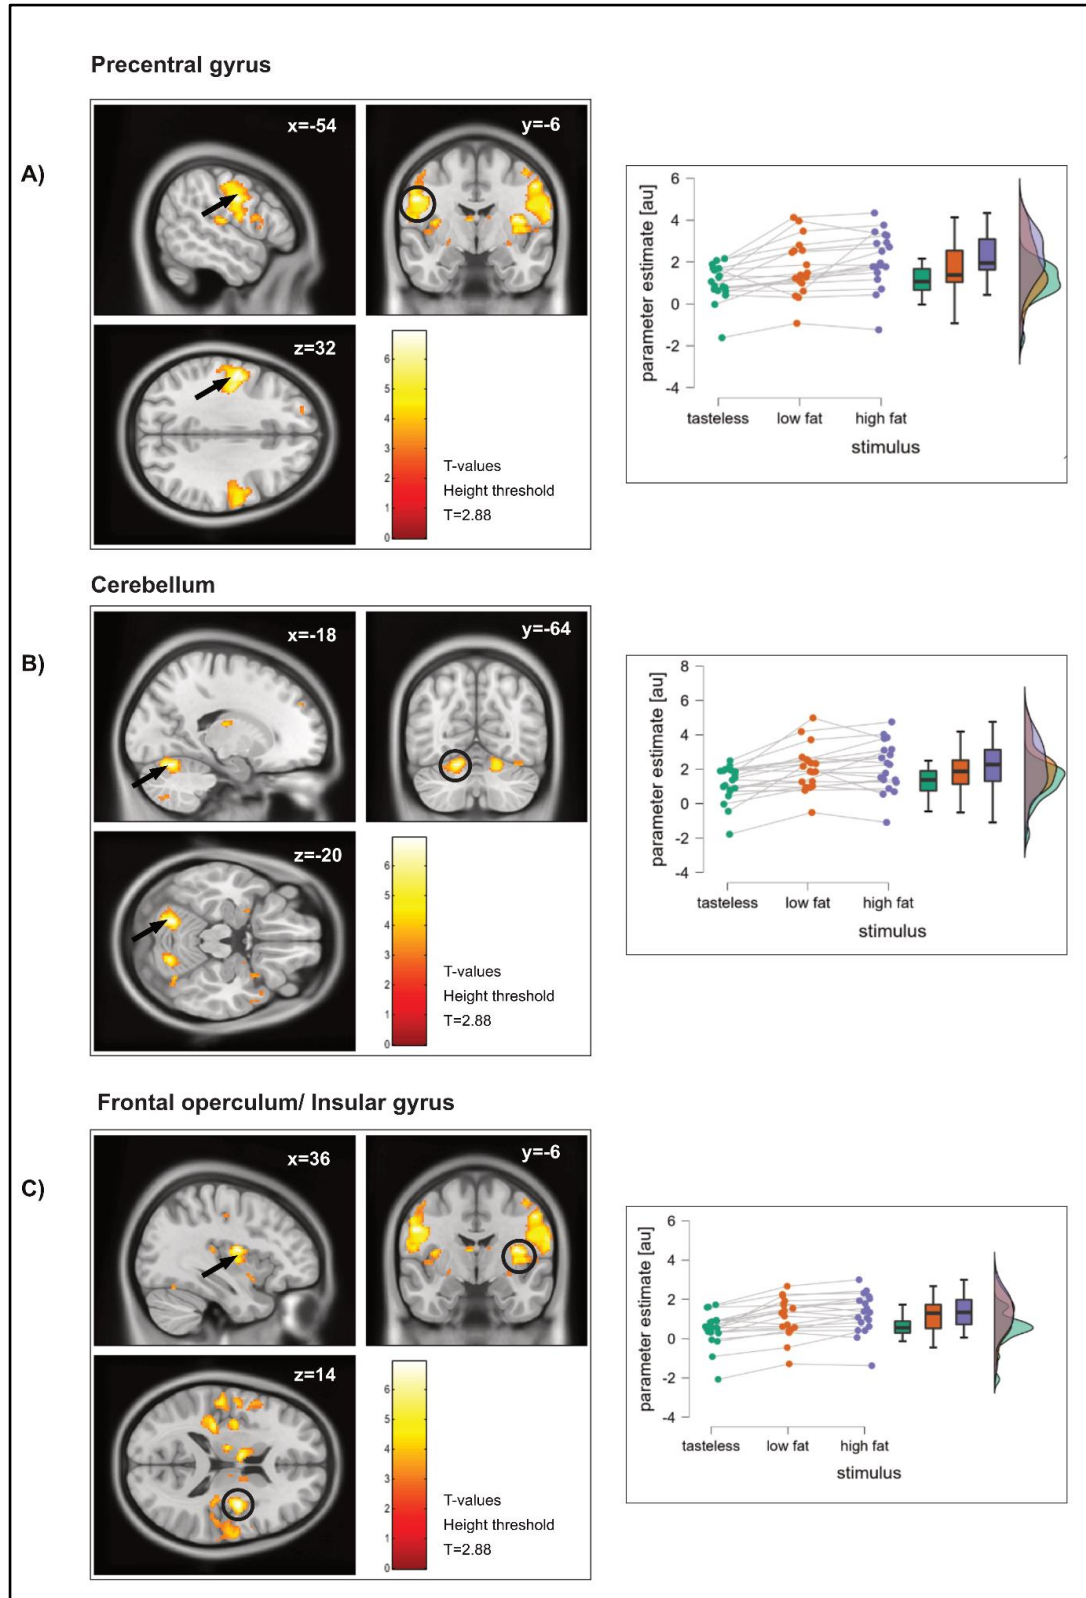 Precentral gyrus
A)
x=-54
y=-6
z=32
6
5
4
3
2
1
0
T-values
Height threshold
T=2.88
parameter estimate [au]
6
4
2
0
-2
-4
tasteless
low fat
high fat
stimulus
Cerebellum
B)
x=-18
y=-64
z=-20
6
5
4
3
2
1
0
T-values
Height threshold
T=2.88
parameter estimate [au]
8
6
4
2
0
-2
-4
tasteless
low fat
high fat
stimulus
Frontal operculum/ Insular gyrus
C)
x=36
y=-6
z=14
6
5
4
3
2
1
0
T-values
Height threshold
T=2.88
parameter estimate [au]
6
4
2
0
-2
-4
tasteless
low fat
high fat
stimulus